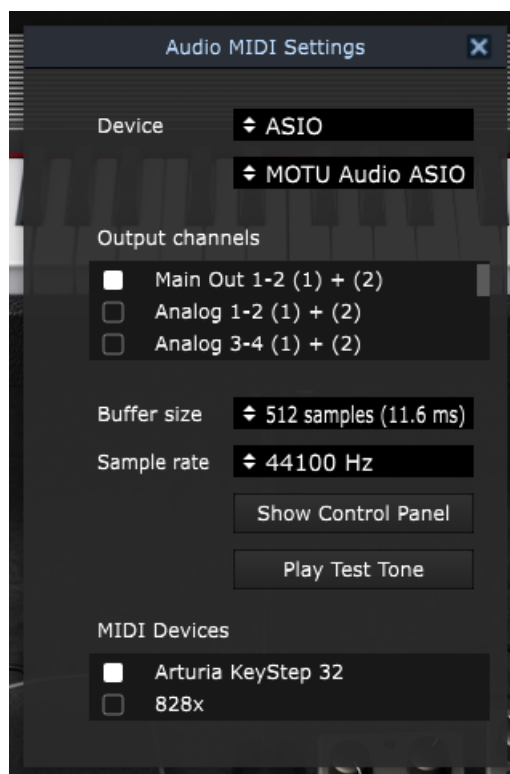 Audio MIDI Settings
Device
ASIO
MOTU Audio ASIO
Output channels
Main Out 1-2 (1) + (2)
Analog 1-2 (1) + (2)
Analog 3-4 (1) + (2)
Buffer size
512 samples (11.6 ms)
Sample rate
44100 Hz
Show Control Panel
Play Test Tone
MIDI Devices
Arturia KeyStep 32
828x